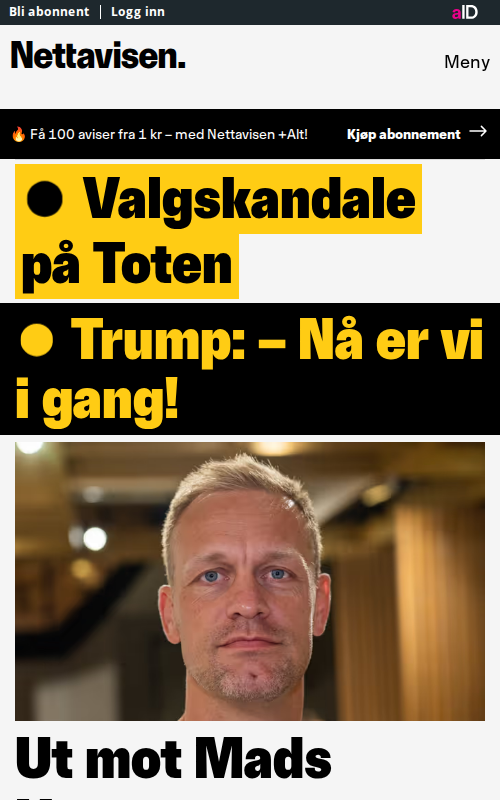 Bli abonnent | Logg inn
aID
Nettavisen.
Meny
🔥 Få 100 aviser fra 1 kr – med Nettavisen +Alt!
Kjøp abonnement →
Valgskandale
på Toten
Trump: – Nå er vi
i gang!
Ut mot Mads